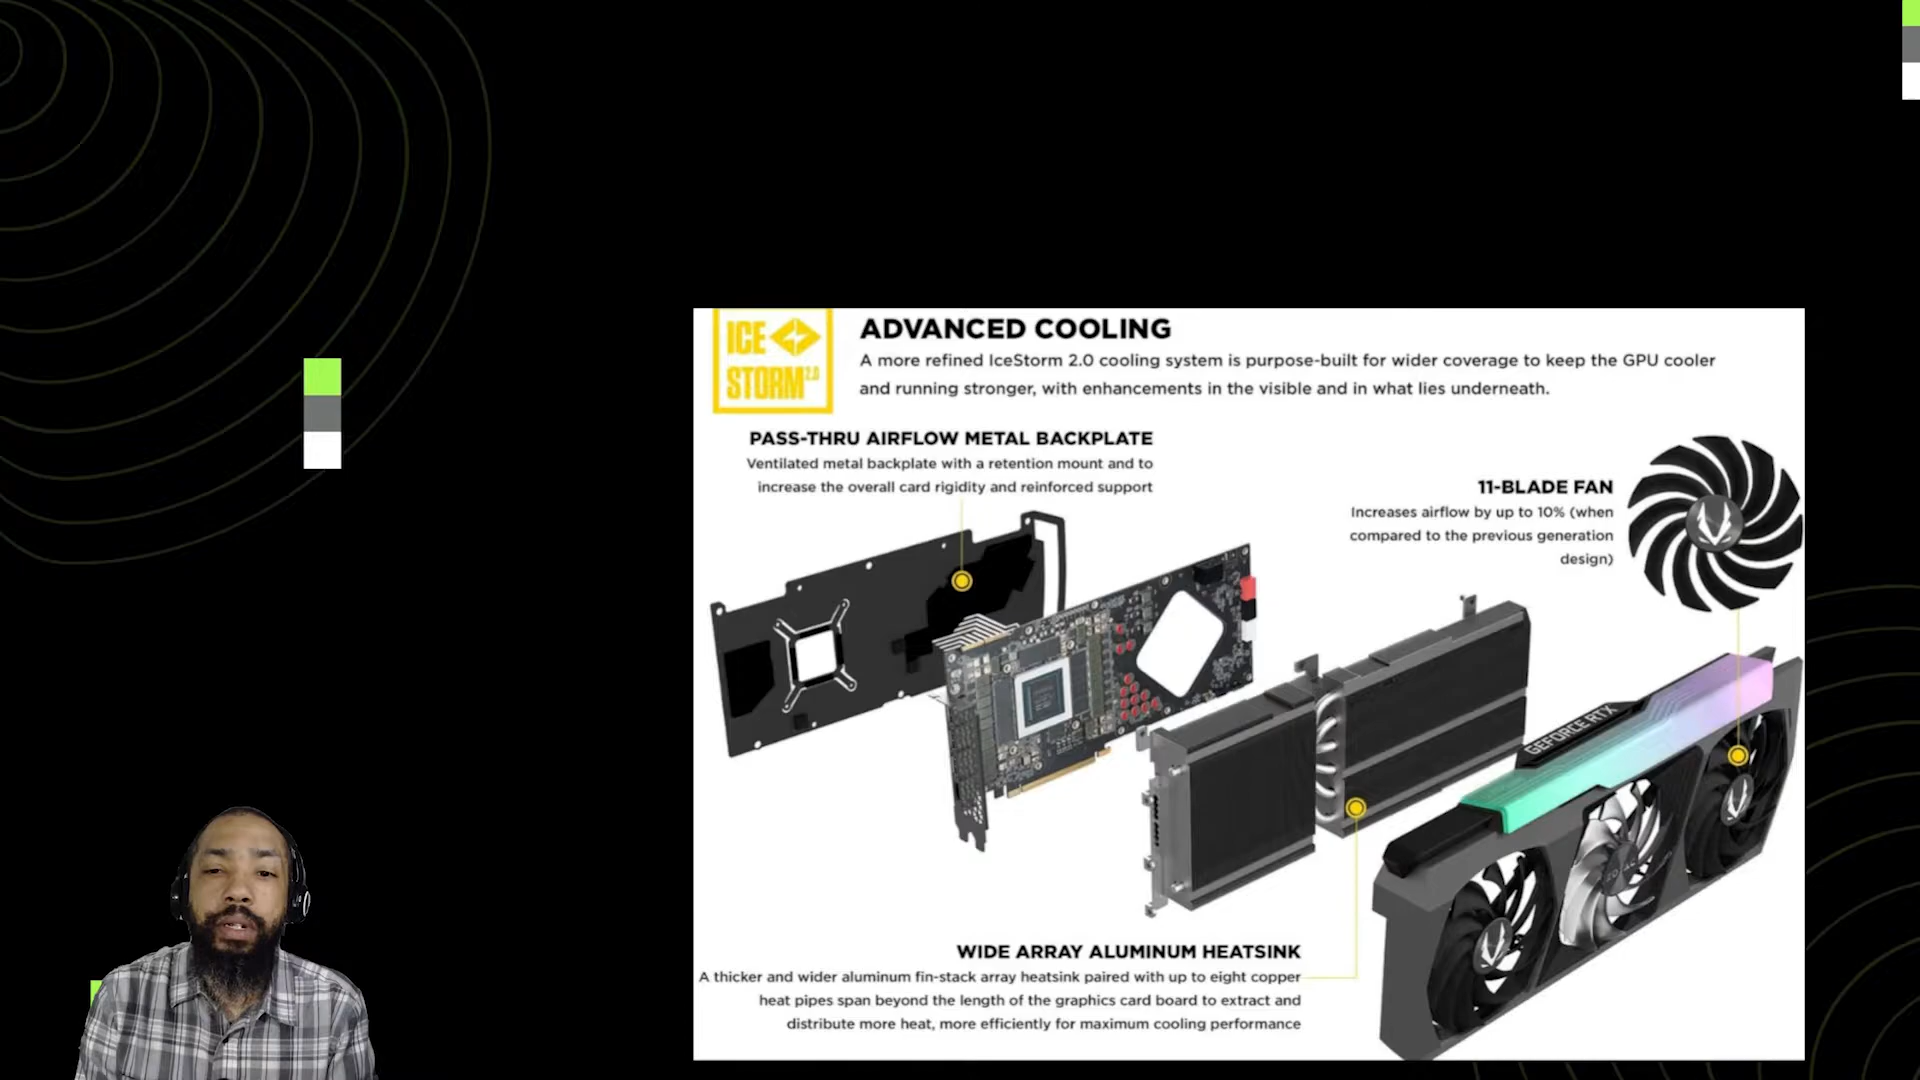 ICE
STORM 2.0
ADVANCED COOLING
A more refined IceStorm 2.0 cooling system is purpose-built for wider coverage to keep the GPU cooler
and running stronger, with enhancements in the visible and in what lies underneath.
PASS-THRU AIRFLOW METAL BACKPLATE
Ventilated metal backplate with a retention mount and to
increase the overall card rigidity and reinforced support
11-BLADE FAN
Increases airflow by up to 10% (when
compared to the previous generation
design)
GEFORCE RTX
WIDE ARRAY ALUMINUM HEATSINK
A thicker and wider aluminum fin-stack array heatsink paired with up to eight copper
heat pipes span beyond the length of the graphics card board to extract and
distribute more heat, more efficiently for maximum cooling performance